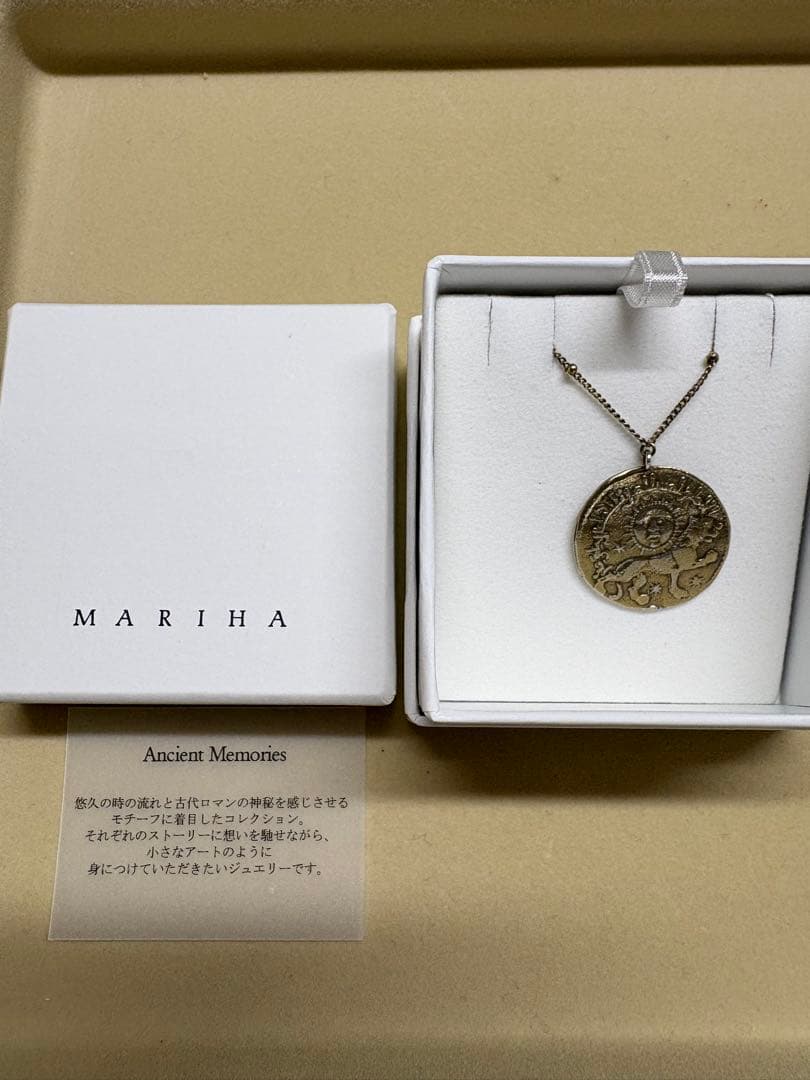 MARIHA
Ancient Memories
悠久の時の流れと古代ロマンの神秘を感じさせる
モチーフに着目したコレクション。
それぞれのストーリーに想いを馳せながら、
小さなアートのように
身につけていただきたいジュエリーです。